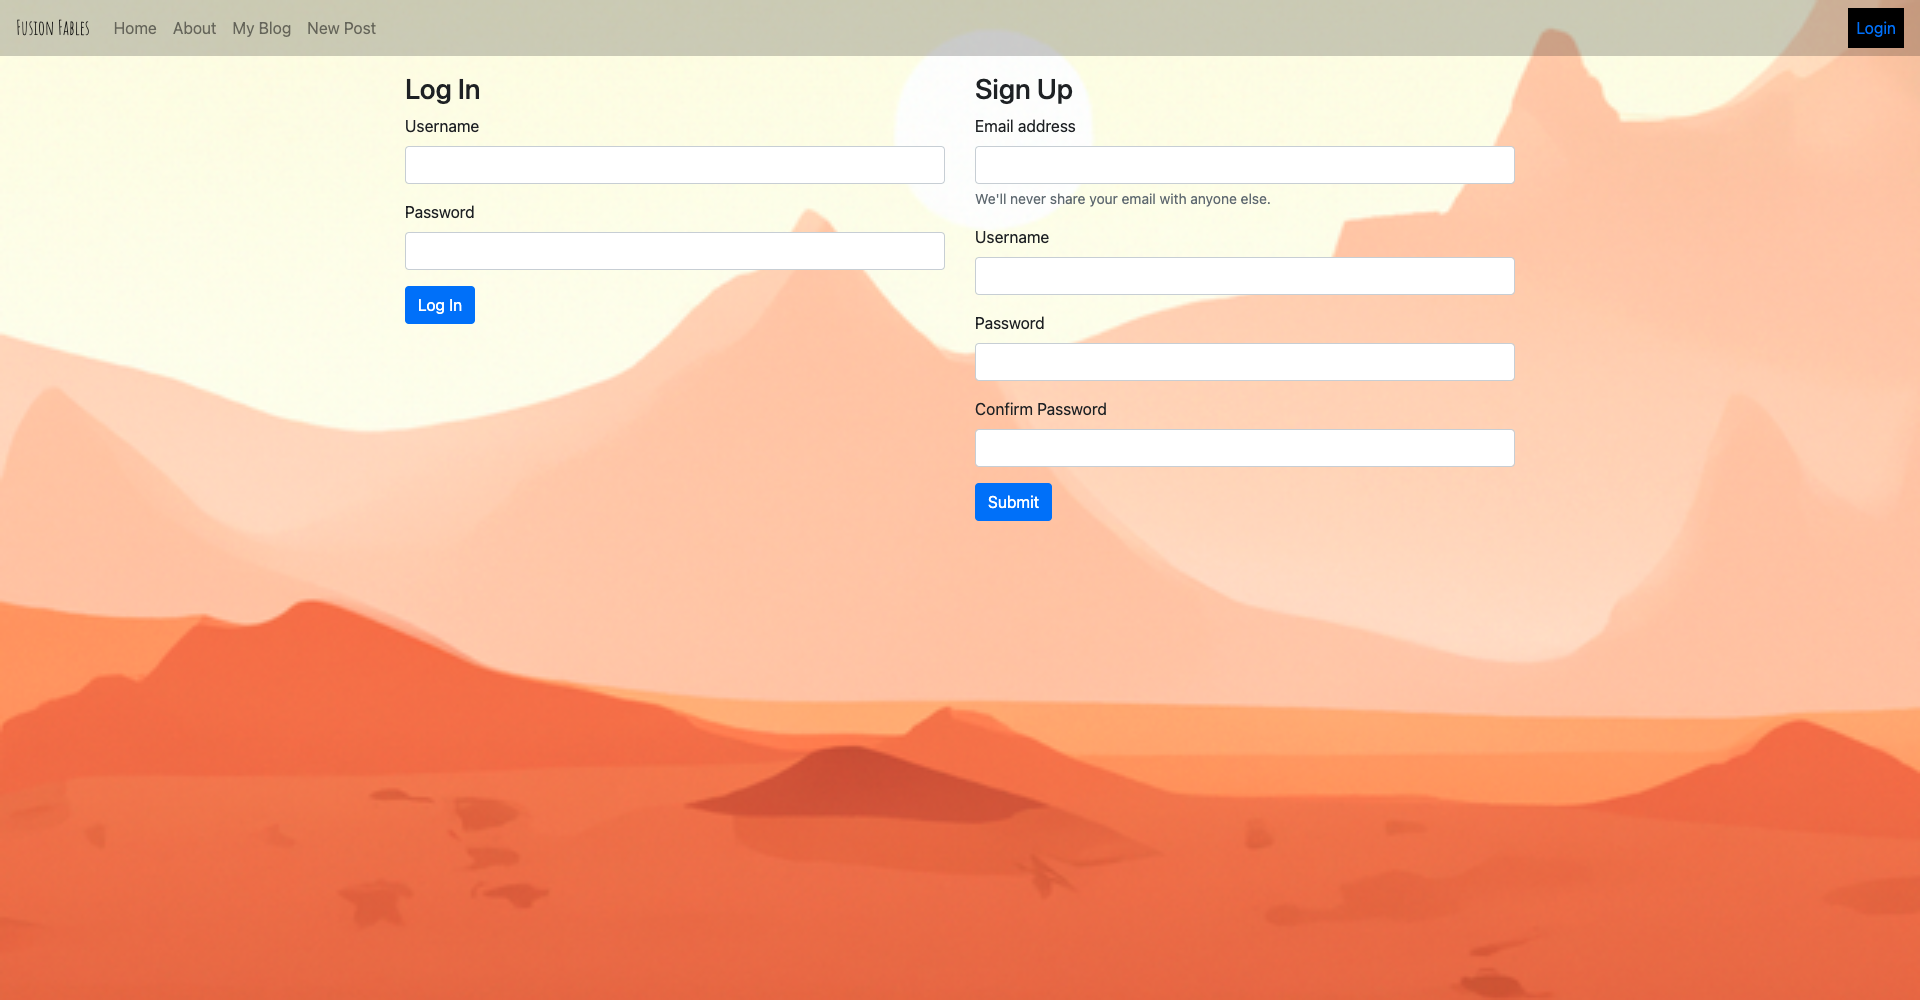 Fusion Fables Home About My Blog New Post Login
Log In
Username
Password
Log In
Sign Up
Email address
We'll never share your email with anyone else.
Username
Password
Confirm Password
Submit